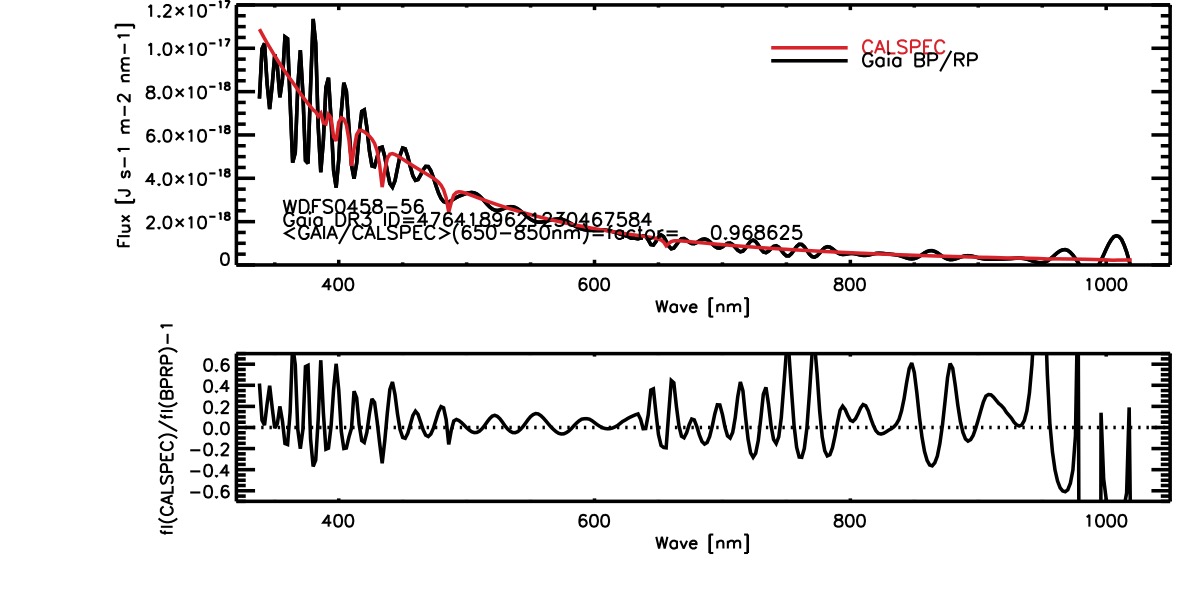 1.2×10⁻¹⁷
1.0×10⁻¹⁷
8.0×10⁻¹⁸
6.0×10⁻¹⁸
4.0×10⁻¹⁸
2.0×10⁻¹⁸
0
Flux [J s−1 m−2 nm−1]
CALSPEC
Gaia BP/RP
WDFS0458−56
Gaia DR3 ID=4764189621230467584
<GAIA/CALSPEC>(650−850nm)=factor= 0.968625
400 600 800 1000
Wave [nm]
fl(CALSPEC)/fl(BPRP)−1
0.6
0.4
0.2
0.0
−0.2
−0.4
−0.6
400 600 800 1000
Wave [nm]